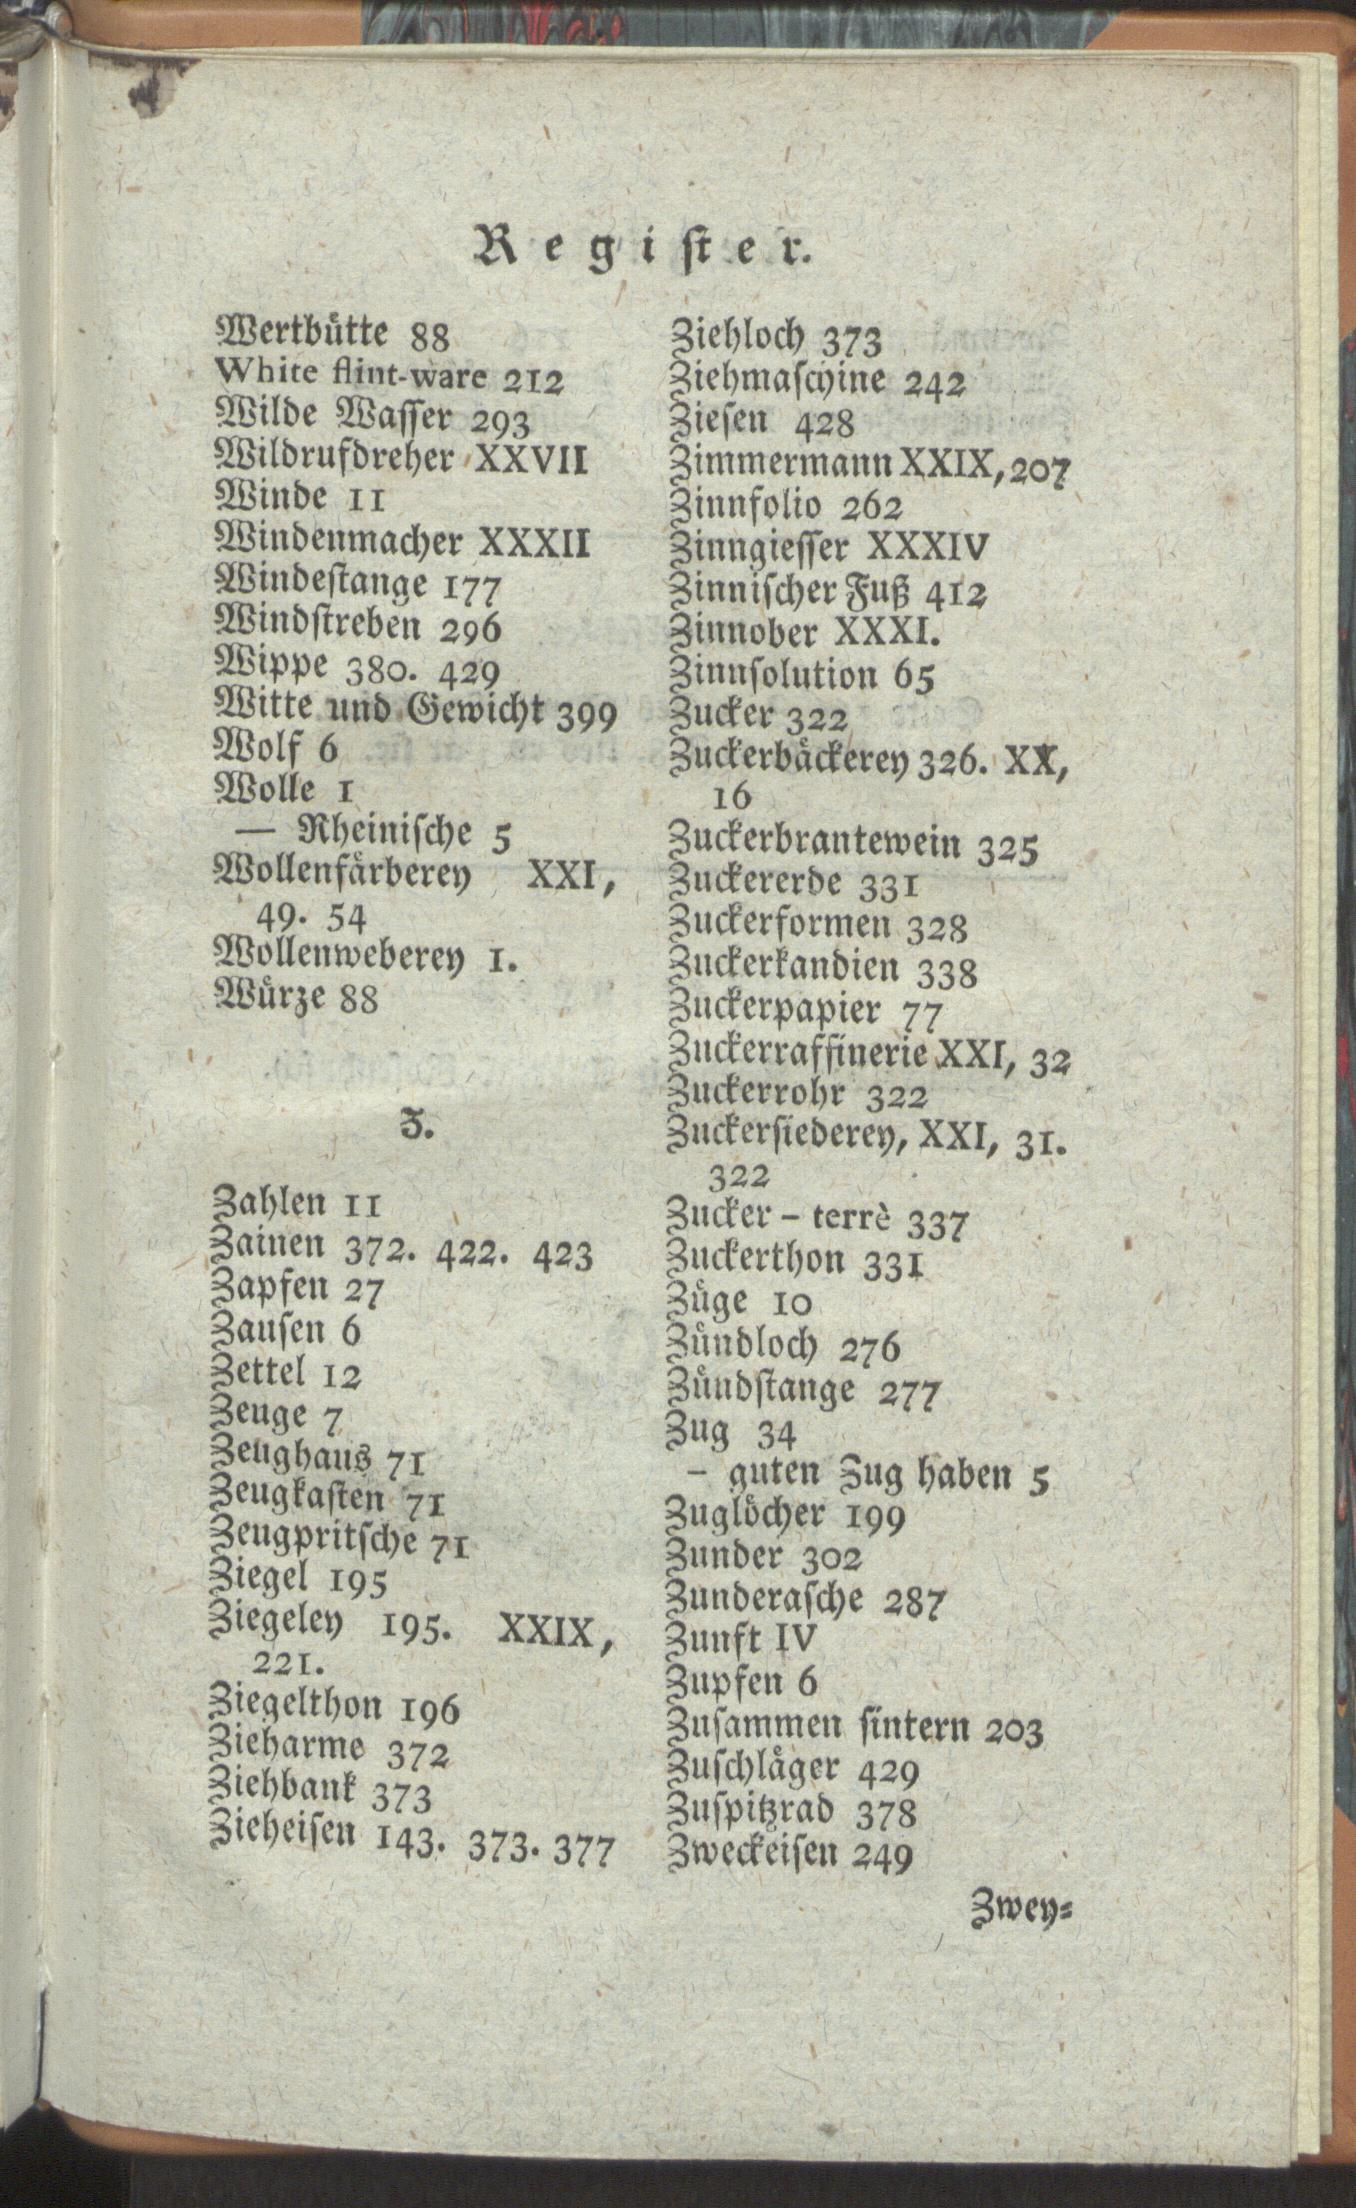 Register.
Wertbütte 88
White flint-ware 212
Wilde Wasser 293
Wildrufdreher XXVII
Winde 11
Windenmacher XXXII
Windestange 177
Windstreben 296
Wippe 380. 429
Witte und Gewicht 399
Wolf 6
Wolle 1
— Rheinische 5
Wollenfärberey XXI,
49. 54
Wollenweberey 1.
Würze 88
Z.
Zahlen 11
Zainen 372. 422. 423
Zapfen 27
Zausen 6
Zettel 12
Zeuge 7
Zeughaus 71
Zeugkasten 71
Zeugpritsche 71
Ziegel 195
Ziegeley 195. XXIX,
221.
Ziegelthon 196
Zieharme 372
Ziehbank 373
Zieheisen 143. 373. 377
Ziehloch 373
Ziehmaschine 242
Ziesen 428
Zimmermann XXIX, 207
Zinnfolio 262
Zinngiesser XXXIV
Zinnischer Fuß 412
Zinnober XXXI.
Zinnsolution 65
Zucker 322
Zuckerbäckerey 326. XX,
16
Zuckerbrantewein 325
Zuckererde 331
Zuckerformen 328
Zuckerkandien 338
Zuckerpapier 77
Zuckerraffinerie XXI, 32
Zuckerrohr 322
Zuckersiederey, XXI, 31.
322
Zucker - terrè 337
Zuckerthon 331
Züge 10
Zündloch 276
Zündstange 277
Zug 34
- guten Zug haben 5
Zuglöcher 199
Zunder 302
Zunderasche 287
Zunft IV
Zupfen 6
Zusammen sintern 203
Zuschläger 429
Zuspitzrad 378
Zweckeisen 249
Zwey=